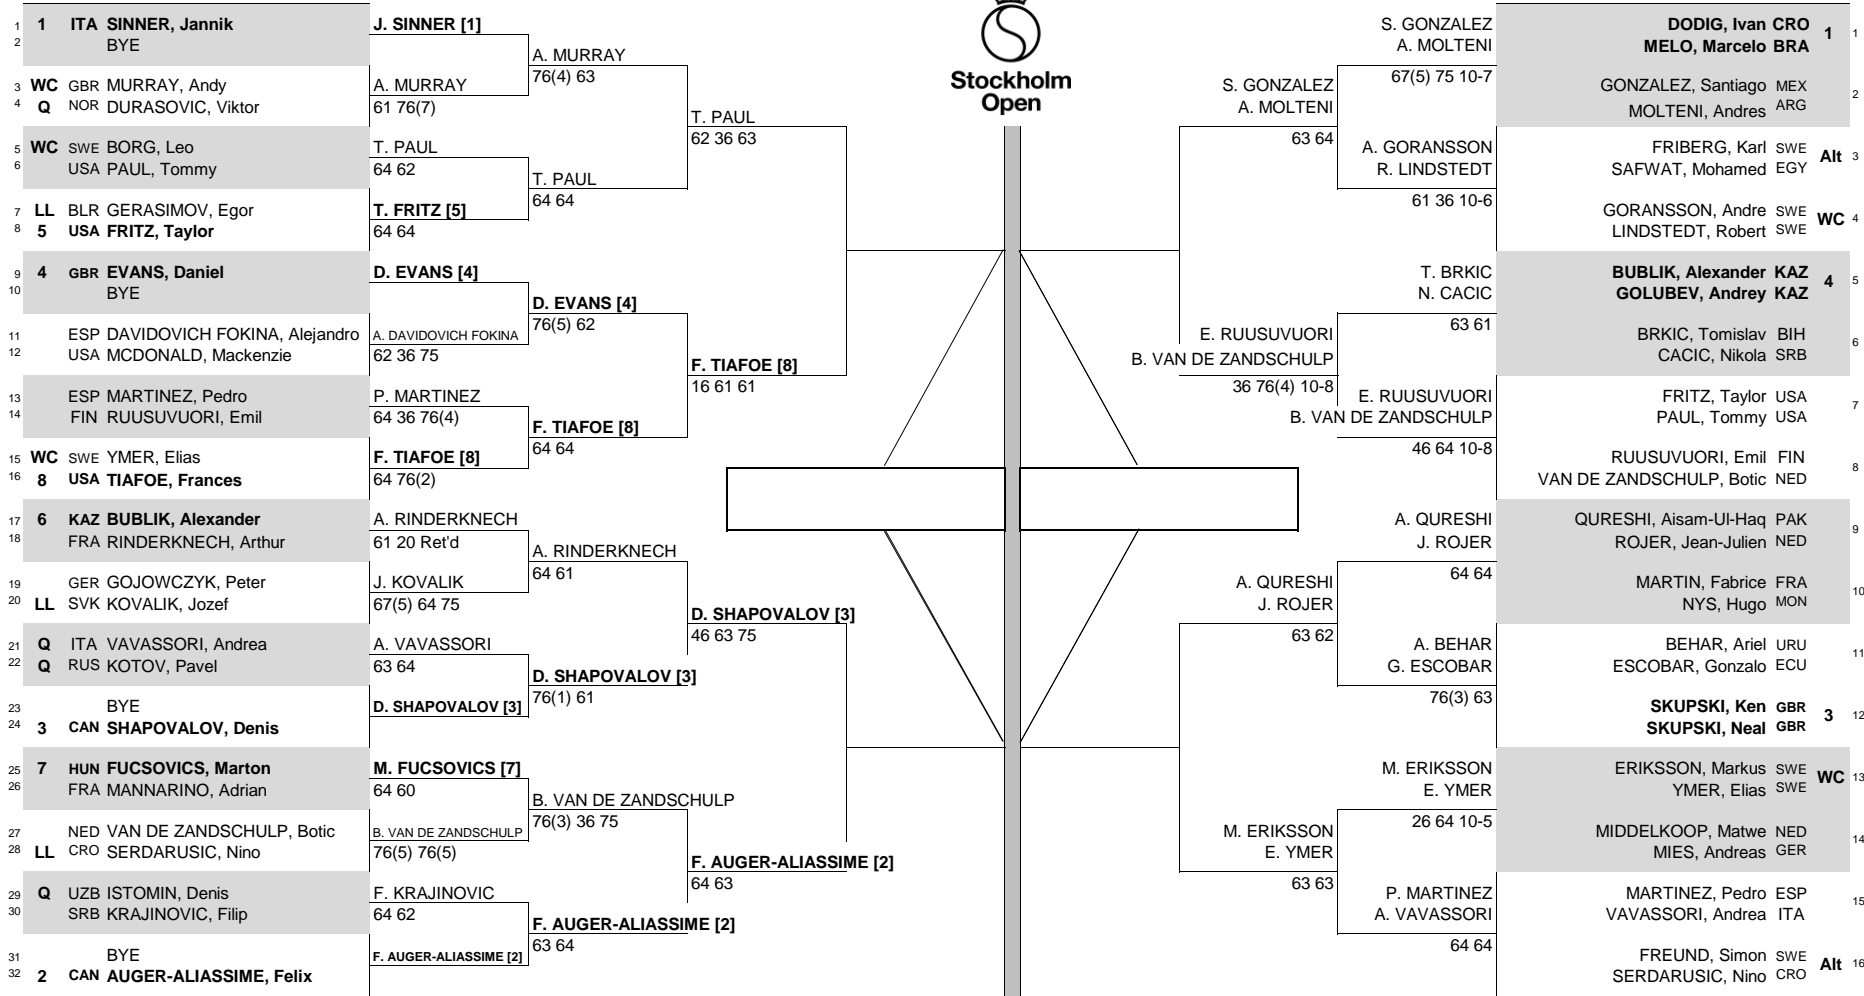 1 1 ITA SINNER, Jannik
2 BYE
3 WC GBR MURRAY, Andy
4 Q NOR DURASOVIC, Viktor
5 WC SWE BORG, Leo
6 USA PAUL, Tommy
7 LL BLR GERASIMOV, Egor
8 5 USA FRITZ, Taylor
9 4 GBR EVANS, Daniel
10 BYE
11 ESP DAVIDOVICH FOKINA, Alejandro
12 USA MCDONALD, Mackenzie
13 ESP MARTINEZ, Pedro
14 FIN RUUSUVUORI, Emil
15 WC SWE YMER, Elias
16 8 USA TIAFOE, Frances
17 6 KAZ BUBLIK, Alexander
18 FRA RINDERKNECH, Arthur
19 GER GOJOWCZYK, Peter
20 LL SVK KOVALIK, Jozef
21 Q ITA VAVASSORI, Andrea
22 Q RUS KOTOV, Pavel
23 BYE
24 3 CAN SHAPOVALOV, Denis
25 7 HUN FUCSOVICS, Marton
26 FRA MANNARINO, Adrian
27 NED VAN DE ZANDSCHULP, Botic
28 LL CRO SERDARUSIC, Nino
29 Q UZB ISTOMIN, Denis
30 SRB KRAJINOVIC, Filip
31 BYE
32 2 CAN AUGER-ALIASSIME, Felix
J. SINNER [1]
A. MURRAY
61 76(7)
T. PAUL
64 62
T. FRITZ [5]
64 64
D. EVANS [4]
A. DAVIDOVICH FOKINA
62 36 75
P. MARTINEZ
64 36 76(4)
F. TIAFOE [8]
64 76(2)
A. RINDERKNECH
61 20 Ret'd
J. KOVALIK
67(5) 64 75
A. VAVASSORI
63 64
D. SHAPOVALOV [3]
M. FUCSOVICS [7]
64 60
B. VAN DE ZANDSCHULP
76(5) 76(5)
F. KRAJINOVIC
64 62
F. AUGER-ALIASSIME [2]
A. MURRAY
76(4) 63
T. PAUL
64 64
D. EVANS [4]
76(5) 62
F. TIAFOE [8]
64 64
A. RINDERKNECH
64 61
D. SHAPOVALOV [3]
76(1) 61
B. VAN DE ZANDSCHULP
76(3) 36 75
F. AUGER-ALIASSIME [2]
63 64
T. PAUL
62 36 63
F. TIAFOE [8]
16 61 61
D. SHAPOVALOV [3]
46 63 75
F. AUGER-ALIASSIME [2]
64 63
Stockholm
Open
S. GONZALEZ
A. MOLTENI
63 64
E. RUUSUVUORI
B. VAN DE ZANDSCHULP
36 76(4) 10-8
A. QURESHI
J. ROJER
63 62
M. ERIKSSON
E. YMER
63 63
S. GONZALEZ
A. MOLTENI
67(5) 75 10-7
A. GORANSSON
R. LINDSTEDT
61 36 10-6
T. BRKIC
N. CACIC
63 61
E. RUUSUVUORI
B. VAN DE ZANDSCHULP
46 64 10-8
A. QURESHI
J. ROJER
64 64
A. BEHAR
G. ESCOBAR
76(3) 63
M. ERIKSSON
E. YMER
26 64 10-5
P. MARTINEZ
A. VAVASSORI
64 64
DODIG, Ivan CRO 1 1
MELO, Marcelo BRA
GONZALEZ, Santiago MEX 2
MOLTENI, Andres ARG
FRIBERG, Karl SWE Alt 3
SAFWAT, Mohamed EGY
GORANSSON, Andre SWE WC 4
LINDSTEDT, Robert SWE
BUBLIK, Alexander KAZ 4 5
GOLUBEV, Andrey KAZ
BRKIC, Tomislav BIH 6
CACIC, Nikola SRB
FRITZ, Taylor USA 7
PAUL, Tommy USA
RUUSUVUORI, Emil FIN 8
VAN DE ZANDSCHULP, Botic NED
QURESHI, Aisam-Ul-Haq PAK 9
ROJER, Jean-Julien NED
MARTIN, Fabrice FRA 10
NYS, Hugo MON
BEHAR, Ariel URU 11
ESCOBAR, Gonzalo ECU
SKUPSKI, Ken GBR 3 12
SKUPSKI, Neal GBR
ERIKSSON, Markus SWE WC 13
YMER, Elias SWE
MIDDELKOOP, Matwe NED 14
MIES, Andreas GER
MARTINEZ, Pedro ESP 15
VAVASSORI, Andrea ITA
FREUND, Simon SWE Alt 16
SERDARUSIC, Nino CRO